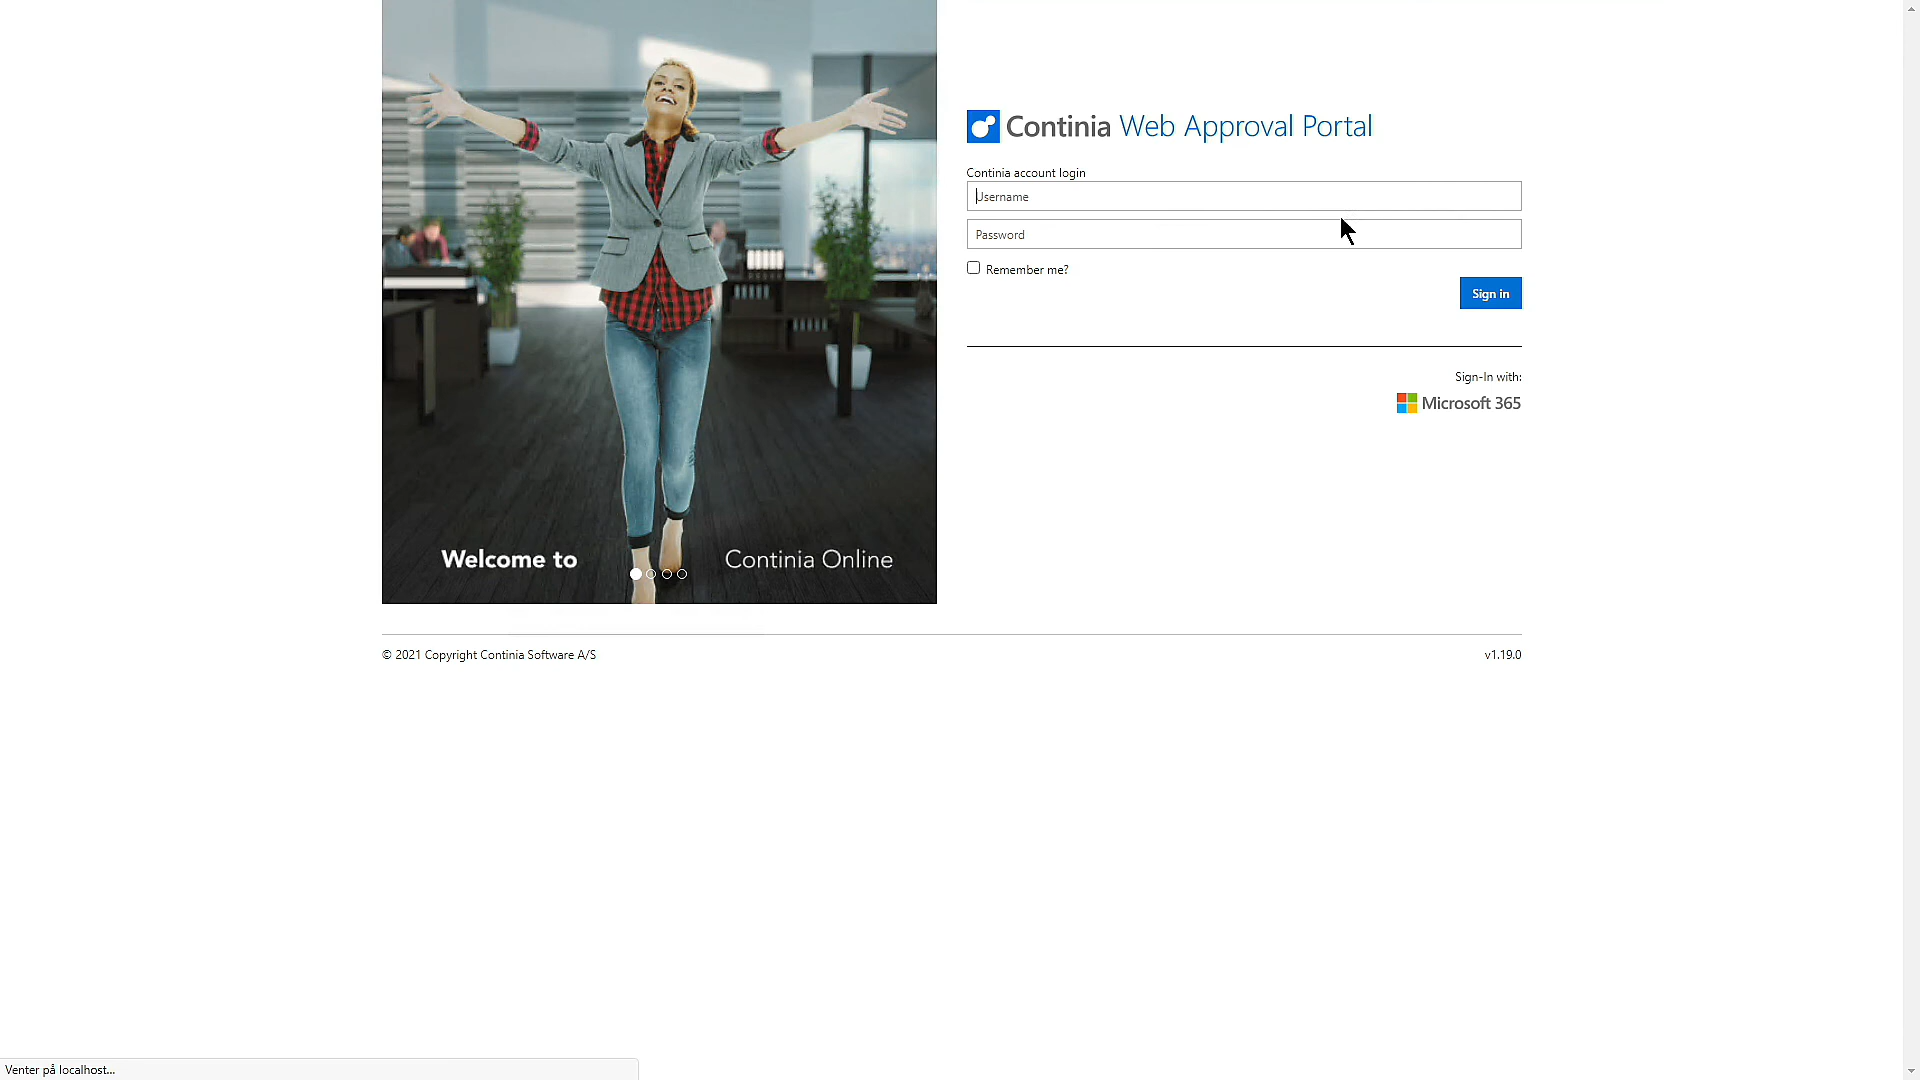 Continia Web Approval Portal
Continia account login
Username
Password
Remember me?
Sign in
Sign-In with:
Microsoft 365
Welcome to Continia Online
© 2021 Copyright Continia Software A/S
v1.19.0
Venter på localhost...